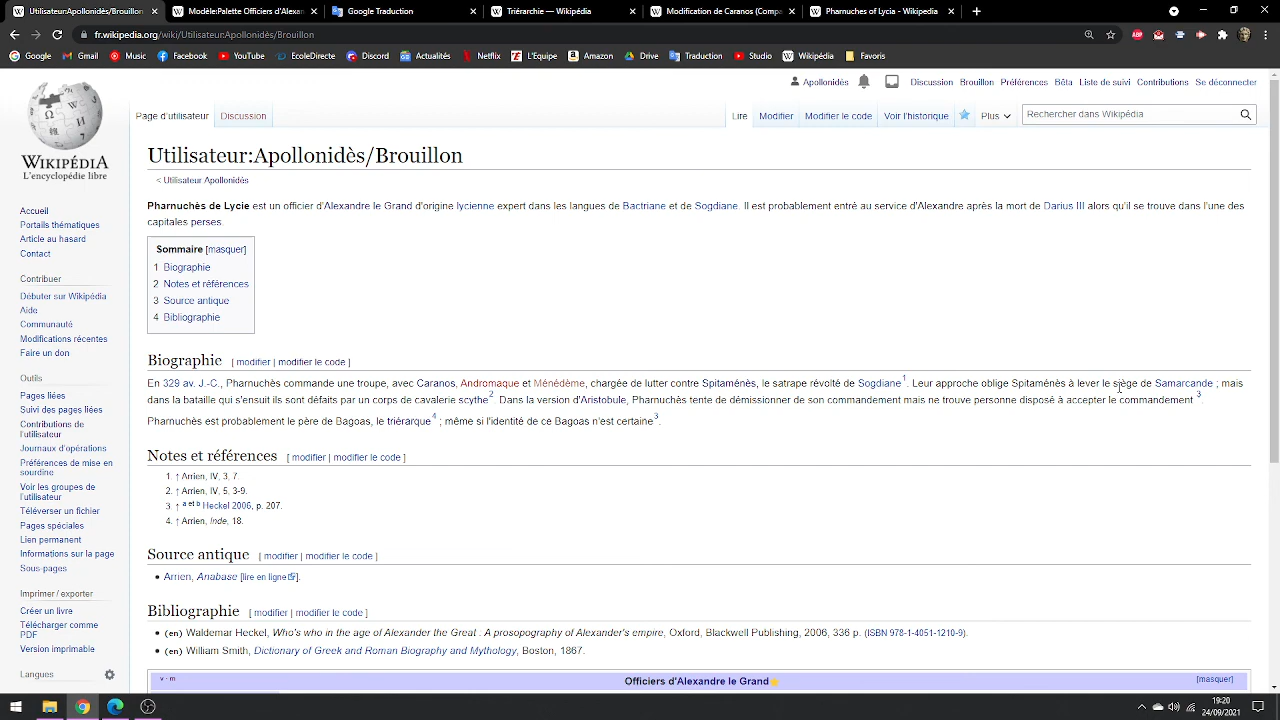 Utilisateur:Apollonidès/Brouillon
Modèle:Palette Officiers d'Alexan
Google Traduction
Triérarchie — Wikipédia
Modification de Caranos (Compa
Pharnuches of Lycia - Wikipedia
fr.wikipedia.org/wiki/Utilisateur:Apollonidès/Brouillon
Google Gmail Music Facebook YouTube EcoleDirecte Discord Actualités Netflix L'Equipe Amazon Drive Traduction Studio Wikipédia Favoris
Apollonidès Discussion Brouillon Préférences Bêta Liste de suivi Contributions Se déconnecter
Page d'utilisateur Discussion Lire Modifier Modifier le code Voir l'historique Plus Rechercher dans Wikipédia
WIKIPÉDIA
L'encyclopédie libre
Accueil
Portails thématiques
Article au hasard
Contact
Contribuer
Débuter sur Wikipédia
Aide
Communauté
Modifications récentes
Faire un don
Outils
Pages liées
Suivi des pages liées
Contributions de
l'utilisateur
Journaux d'opérations
Préférences de mise en
sourdine
Voir les groupes de
l'utilisateur
Téléverser un fichier
Pages spéciales
Lien permanent
Informations sur la page
Sous-pages
Imprimer / exporter
Créer un livre
Télécharger comme
PDF
Version imprimable
Langues
Utilisateur:Apollonidès/Brouillon
< Utilisateur:Apollonidès
Pharnuchès de Lycie est un officier d'Alexandre le Grand d'origine lycienne expert dans les langues de Bactriane et de Sogdiane. Il est probablement entré au service d'Alexandre après la mort de Darius III alors qu'il se trouve dans l'une des
capitales perses.
Sommaire [masquer]
1 Biographie
2 Notes et références
3 Source antique
4 Bibliographie
Biographie [ modifier | modifier le code ]
En 329 av. J.-C., Pharnuchès commande une troupe, avec Caranos, Andromaque et Ménédème, chargée de lutter contre Spitaménès, le satrape révolté de Sogdiane 1. Leur approche oblige Spitaménès à lever le siège de Samarcande ; mais
dans la bataille qui s'ensuit ils sont défaits par un corps de cavalerie scythe 2. Dans la version d'Aristobule, Pharnuchès tente de démissionner de son commandement mais ne trouve personne disposé à accepter le commandement 3.
Pharnuchès est probablement le père de Bagoas, le triérarque 4 ; même si l'identité de ce Bagoas n'est certaine 3.
Notes et références [ modifier | modifier le code ]
1. ↑ Arrien, IV, 3, 7.
2. ↑ Arrien, IV, 5, 3-9.
3. ↑ a et b Heckel 2006, p. 207.
4. ↑ Arrien, Inde, 18.
Source antique [ modifier | modifier le code ]
• Arrien, Anabase [lire en ligne].
Bibliographie [ modifier | modifier le code ]
• (en) Waldemar Heckel, Who's who in the age of Alexander the Great : A prosopography of Alexander's empire, Oxford, Blackwell Publishing, 2006, 336 p. (ISBN 978-1-4051-1210-9).
• (en) William Smith, Dictionary of Greek and Roman Biography and Mythology, Boston, 1867.
v · m Officiers d'Alexandre le Grand [masquer]
19:20
24/09/2021